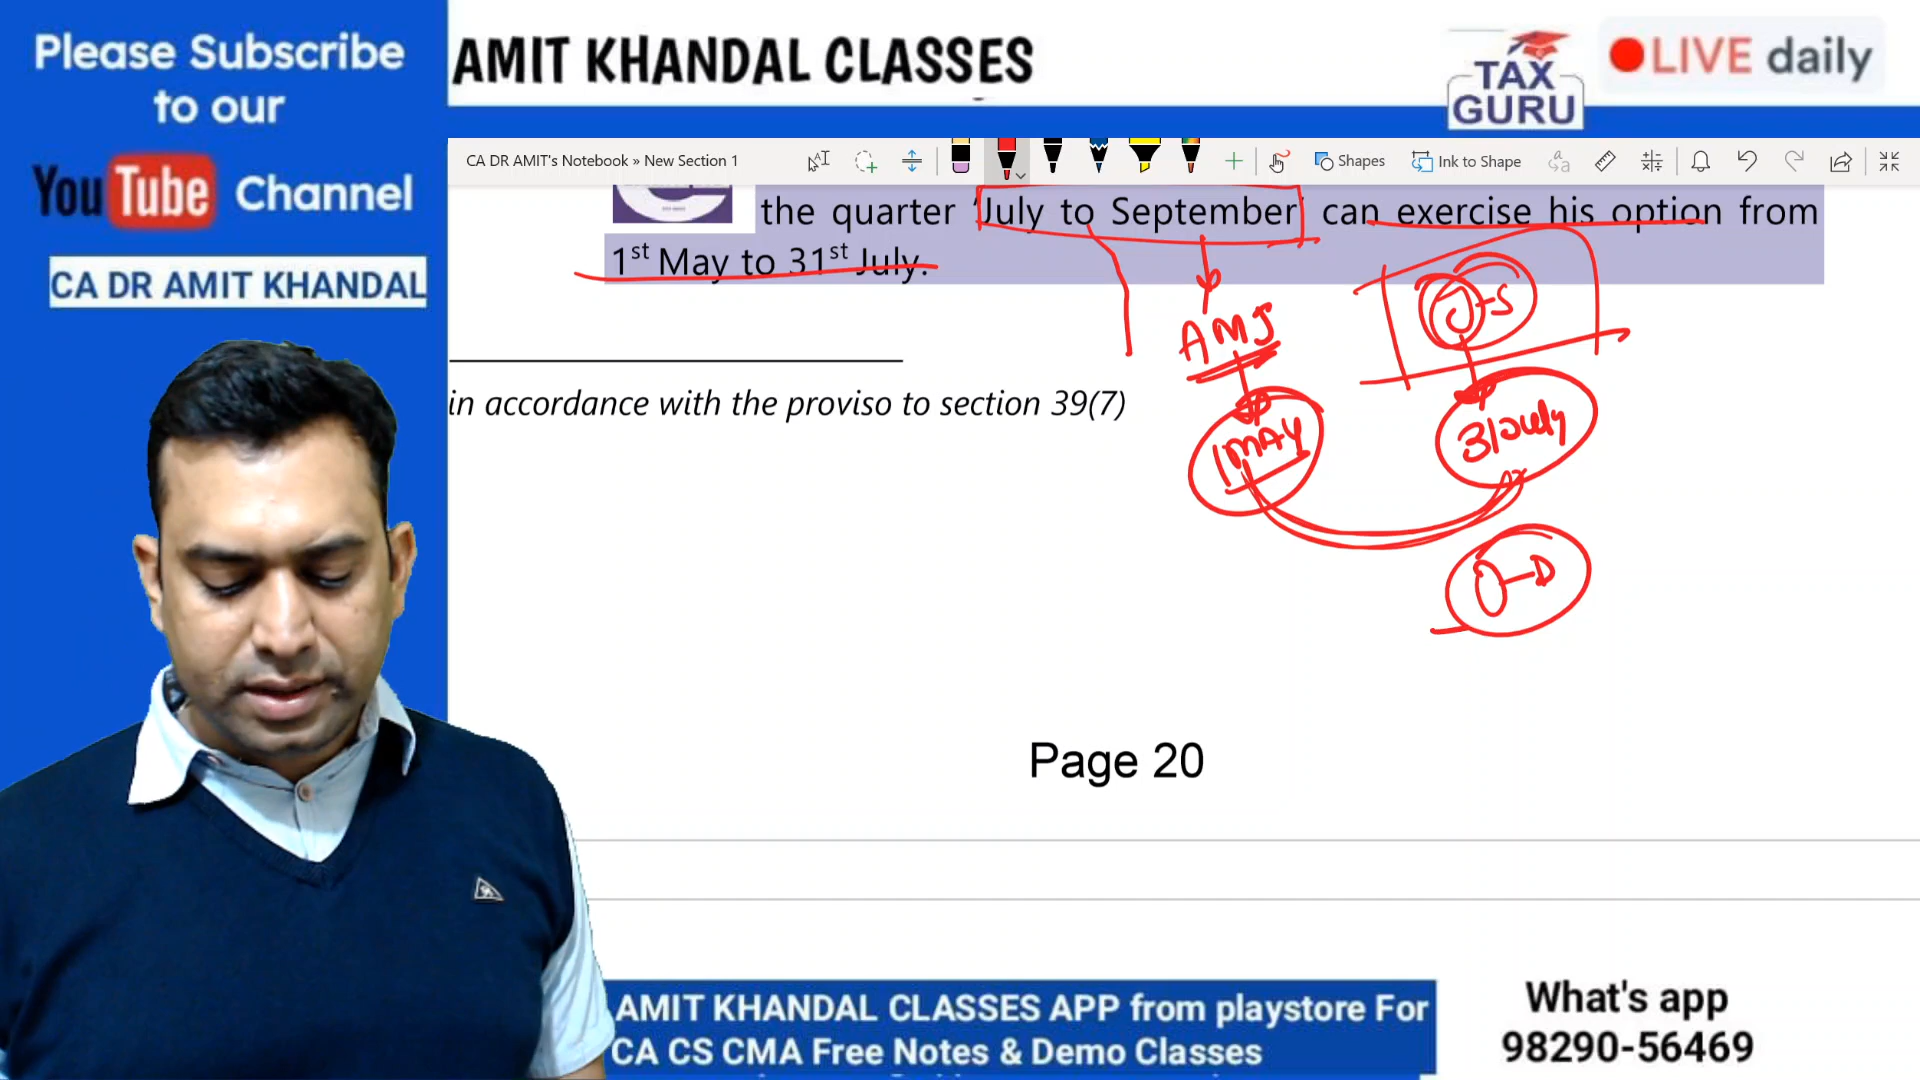 Please Subscribe
to our
YouTube Channel
CA DR AMIT KHANDAL
AMIT KHANDAL CLASSES
TAX
GURU
LIVE daily
CA DR AMIT's Notebook » New Section 1
Shapes
Ink to Shape
the quarter 'July to September' can exercise his option from
1st May to 31st July.
AMJ
J-S
1 MAY
31 July
O-D
in accordance with the proviso to section 39(7)
Page 20
AMIT KHANDAL CLASSES APP from playstore For
CA CS CMA Free Notes & Demo Classes
What's app
98290-56469